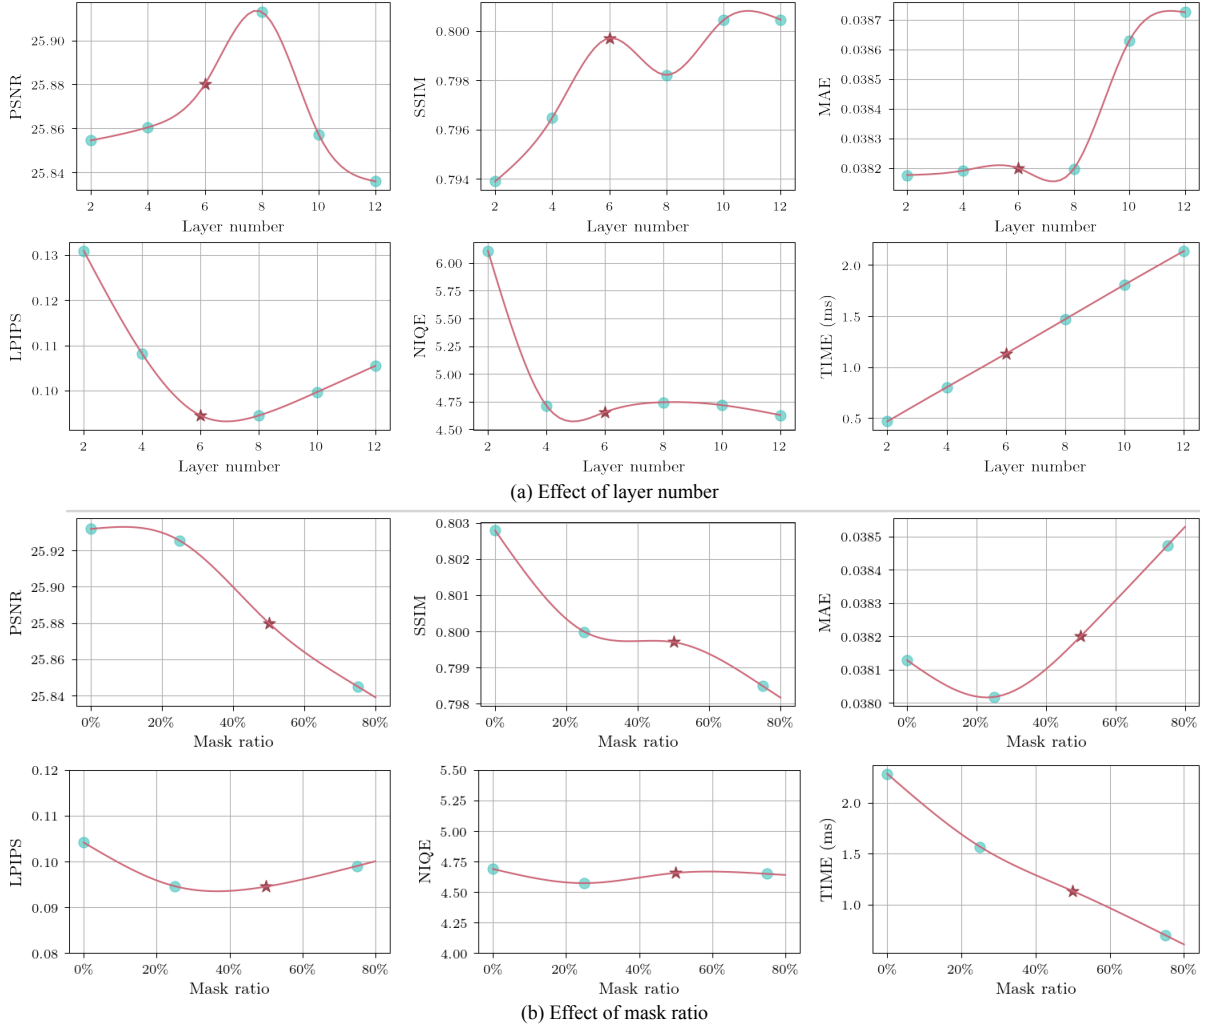 PSNR
25.90
25.88
25.86
25.84
2 4 6 8 10 12
Layer number
SSIM
0.800
0.798
0.796
0.794
2 4 6 8 10 12
Layer number
MAE
0.0387
0.0386
0.0385
0.0384
0.0383
0.0382
2 4 6 8 10 12
Layer number
LPIPS
0.13
0.12
0.11
0.10
2 4 6 8 10 12
Layer number
NIQE
6.00
5.75
5.50
5.25
5.00
4.75
4.50
2 4 6 8 10 12
Layer number
TIME (ms)
2.0
1.5
1.0
0.5
2 4 6 8 10 12
Layer number
(a) Effect of layer number
PSNR
25.92
25.90
25.88
25.86
25.84
0% 20% 40% 60% 80%
Mask ratio
SSIM
0.803
0.802
0.801
0.800
0.799
0.798
0% 20% 40% 60% 80%
Mask ratio
MAE
0.0385
0.0384
0.0383
0.0382
0.0381
0.0380
0% 20% 40% 60% 80%
Mask ratio
LPIPS
0.12
0.11
0.10
0.09
0.08
0% 20% 40% 60% 80%
Mask ratio
NIQE
5.50
5.25
5.00
4.75
4.50
4.25
4.00
0% 20% 40% 60% 80%
Mask ratio
TIME (ms)
2.0
1.5
1.0
0% 20% 40% 60% 80%
Mask ratio
(b) Effect of mask ratio